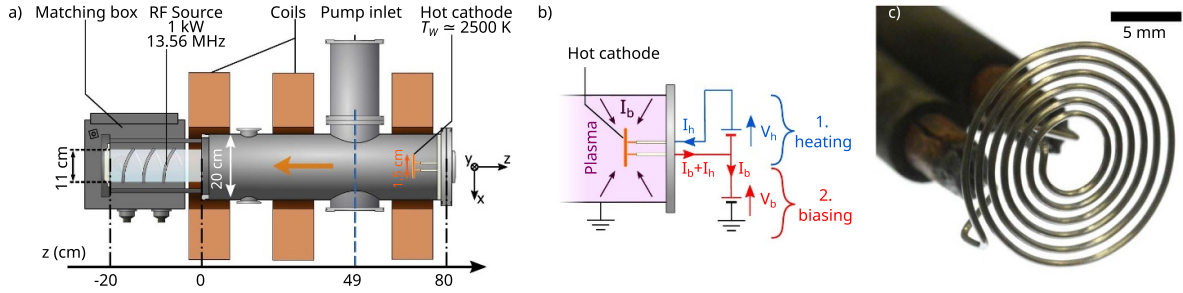 a)
Matching box
RF Source
1 kW
13.56 MHz
Coils
Pump inlet
Hot cathode
T_W ≃ 2500 K
11 cm
20 cm
1.5 cm
y
z
x
z (cm)
-20
0
49
80
b)
Hot cathode
Plasma
I_b
I_h
V_h
I_b+I_h
I_b
V_b
1.
heating
2.
biasing
c)
5 mm